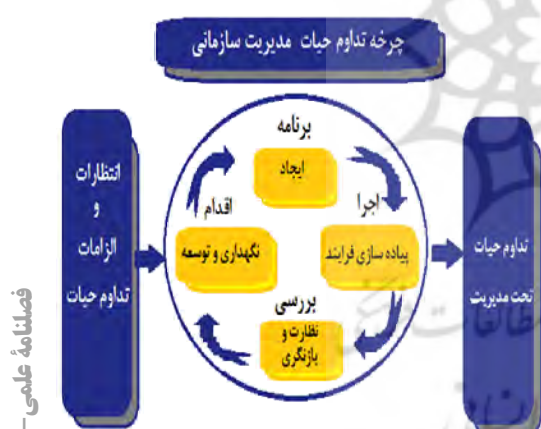 چرخه تداوم حیات مدیریت سازمانی
انتظارات
و
الزامات
تداوم حیات
برنامه
ایجاد
اجرا
پیاده سازی فرایند
بررسی
نظارت و
بازنگری
اقدام
نگهداری و توسعه
تداوم حیات
تحت مدیریت
فصلنامهٔ علمی-